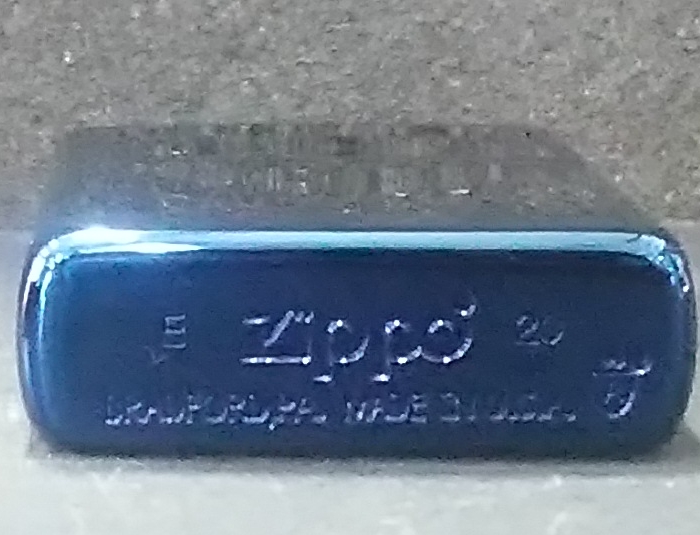 Zippo 20
BRADFORD, PA. MADE IN U.S.A.